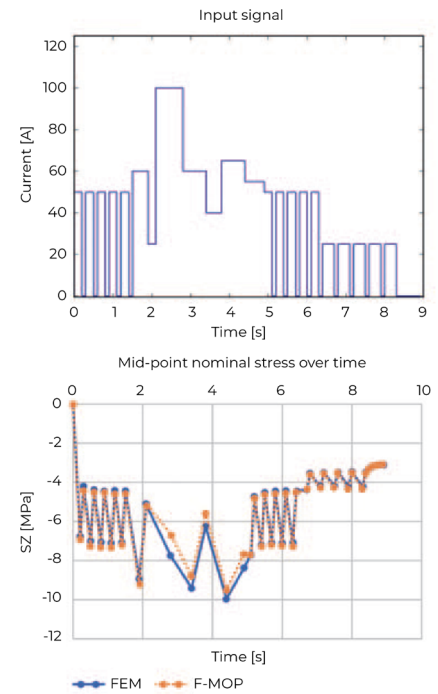 Input signal
120
100
80
60
40
20
0
Current [A]
0 1 2 3 4 5 6 7 8 9
Time [s]
Mid-point nominal stress over time
0 2 4 6 8 10
0
-2
-4
-6
-8
-10
-12
SZ [MPa]
Time [s]
FEM F-MOP